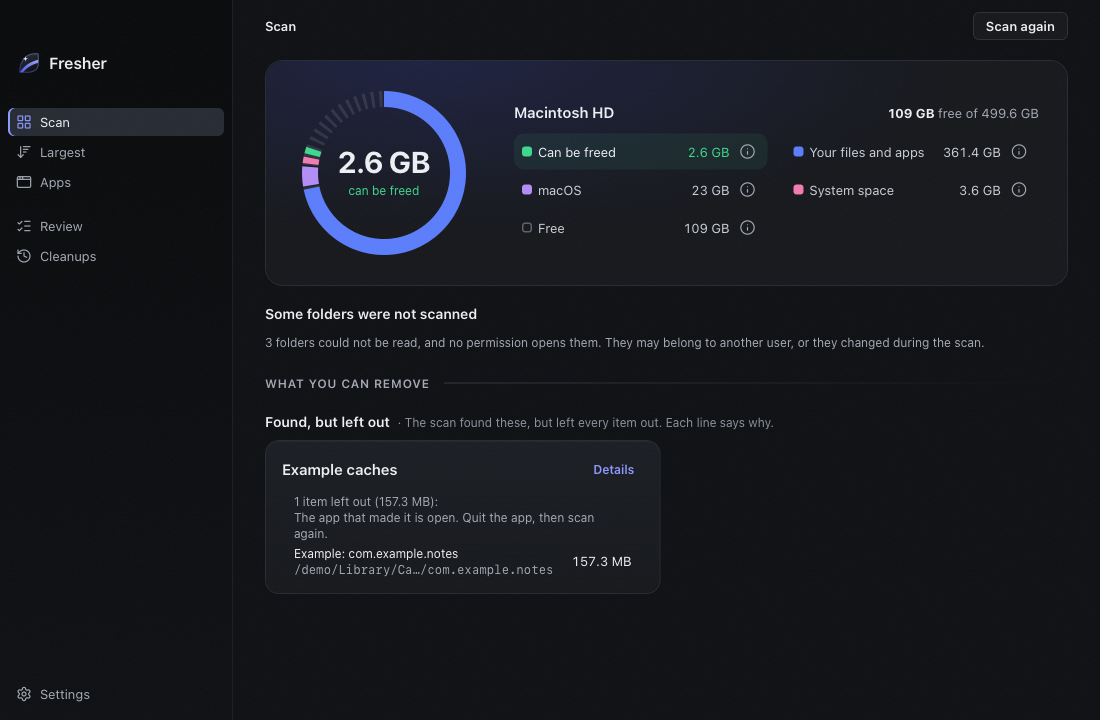 Fresher
Scan
Largest
Apps
Review
Cleanups
Settings
Scan
Scan again
2.6 GB
can be freed
Macintosh HD
109 GB free of 499.6 GB
Can be freed 2.6 GB
Your files and apps 361.4 GB
macOS 23 GB
System space 3.6 GB
Free 109 GB
Some folders were not scanned
3 folders could not be read, and no permission opens them. They may belong to another user, or they changed during the scan.
WHAT YOU CAN REMOVE
Found, but left out · The scan found these, but left every item out. Each line says why.
Example caches Details
1 item left out (157.3 MB):
The app that made it is open. Quit the app, then scan
again.
Example: com.example.notes
/demo/Library/Ca…/com.example.notes
157.3 MB